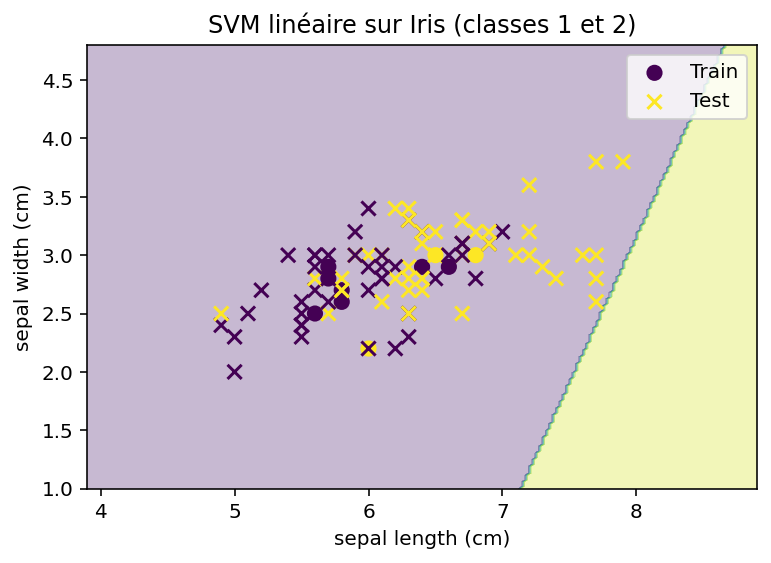 SVM linéaire sur Iris (classes 1 et 2)
Train
Test
4.5
4.0
3.5
3.0
2.5
2.0
1.5
1.0
sepal width (cm)
4
5
6
7
8
sepal length (cm)